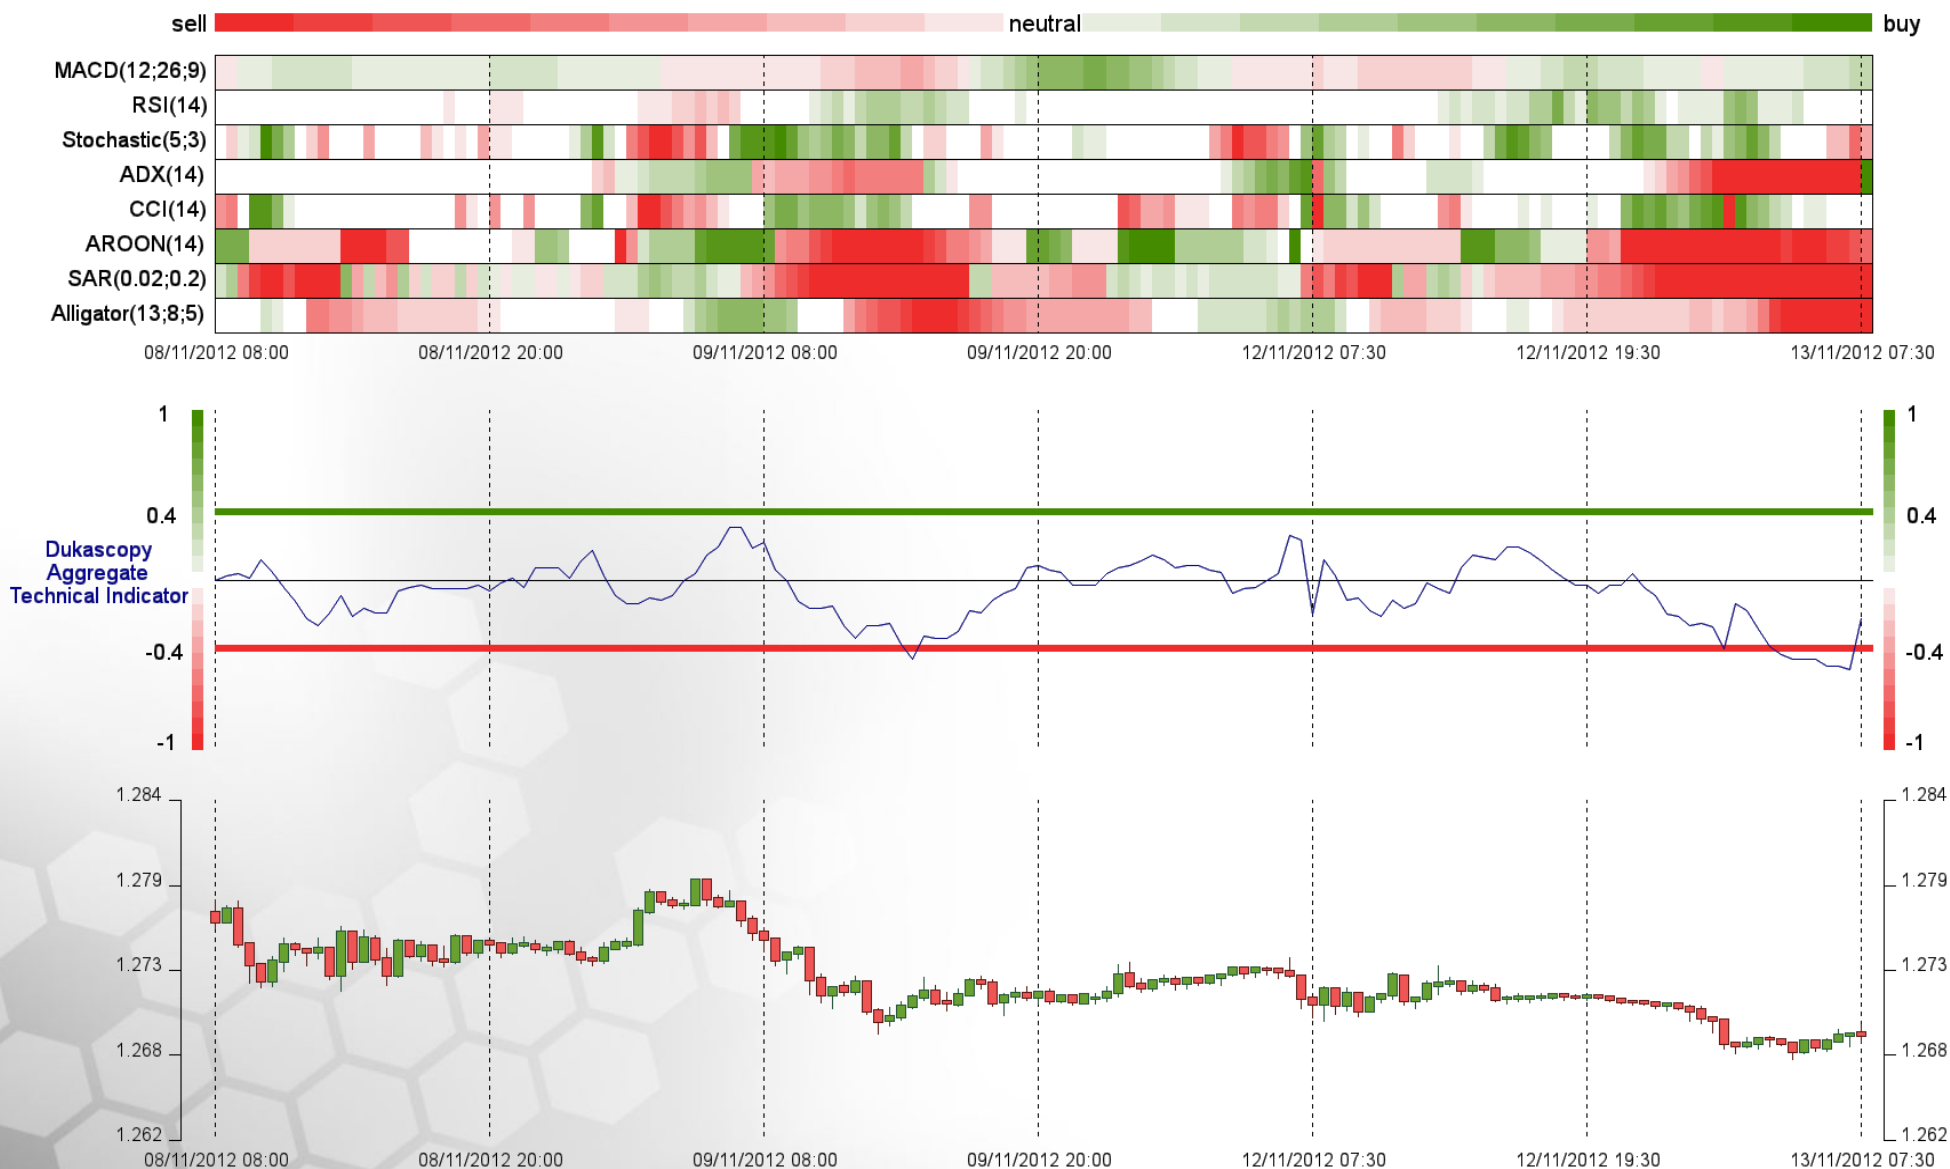 sell neutral buy
MACD(12;26;9)
RSI(14)
Stochastic(5;3)
ADX(14)
CCI(14)
AROON(14)
SAR(0.02;0.2)
Alligator(13;8;5)
08/11/2012 08:00 08/11/2012 20:00 09/11/2012 08:00 09/11/2012 20:00 12/11/2012 07:30 12/11/2012 19:30 13/11/2012 07:30
1 1
0.4 0.4
Dukascopy
Aggregate
Technical Indicator
-0.4 -0.4
-1 -1
1.284 1.284
1.279 1.279
1.273 1.273
1.268 1.268
1.262 1.262
08/11/2012 08:00 08/11/2012 20:00 09/11/2012 08:00 09/11/2012 20:00 12/11/2012 07:30 12/11/2012 19:30 13/11/2012 07:30